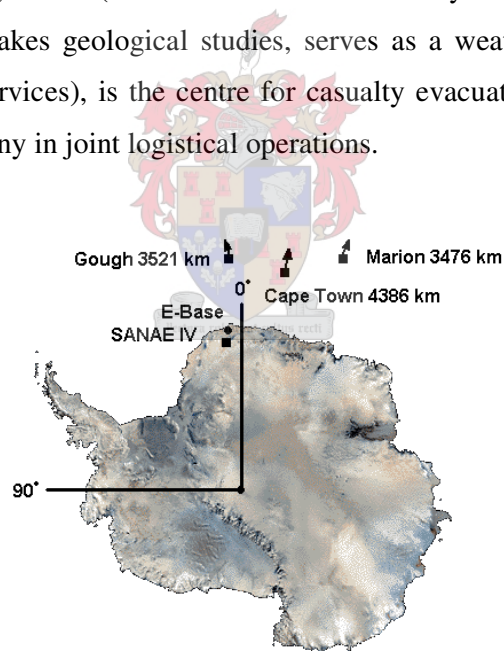 akes geological studies, serves as a wea
rvices), is the centre for casualty evacuat
ny in joint logistical operations.
Gough 3521 km
Marion 3476 km
0°
Cape Town 4386 km
E-Base
SANAE IV
90°